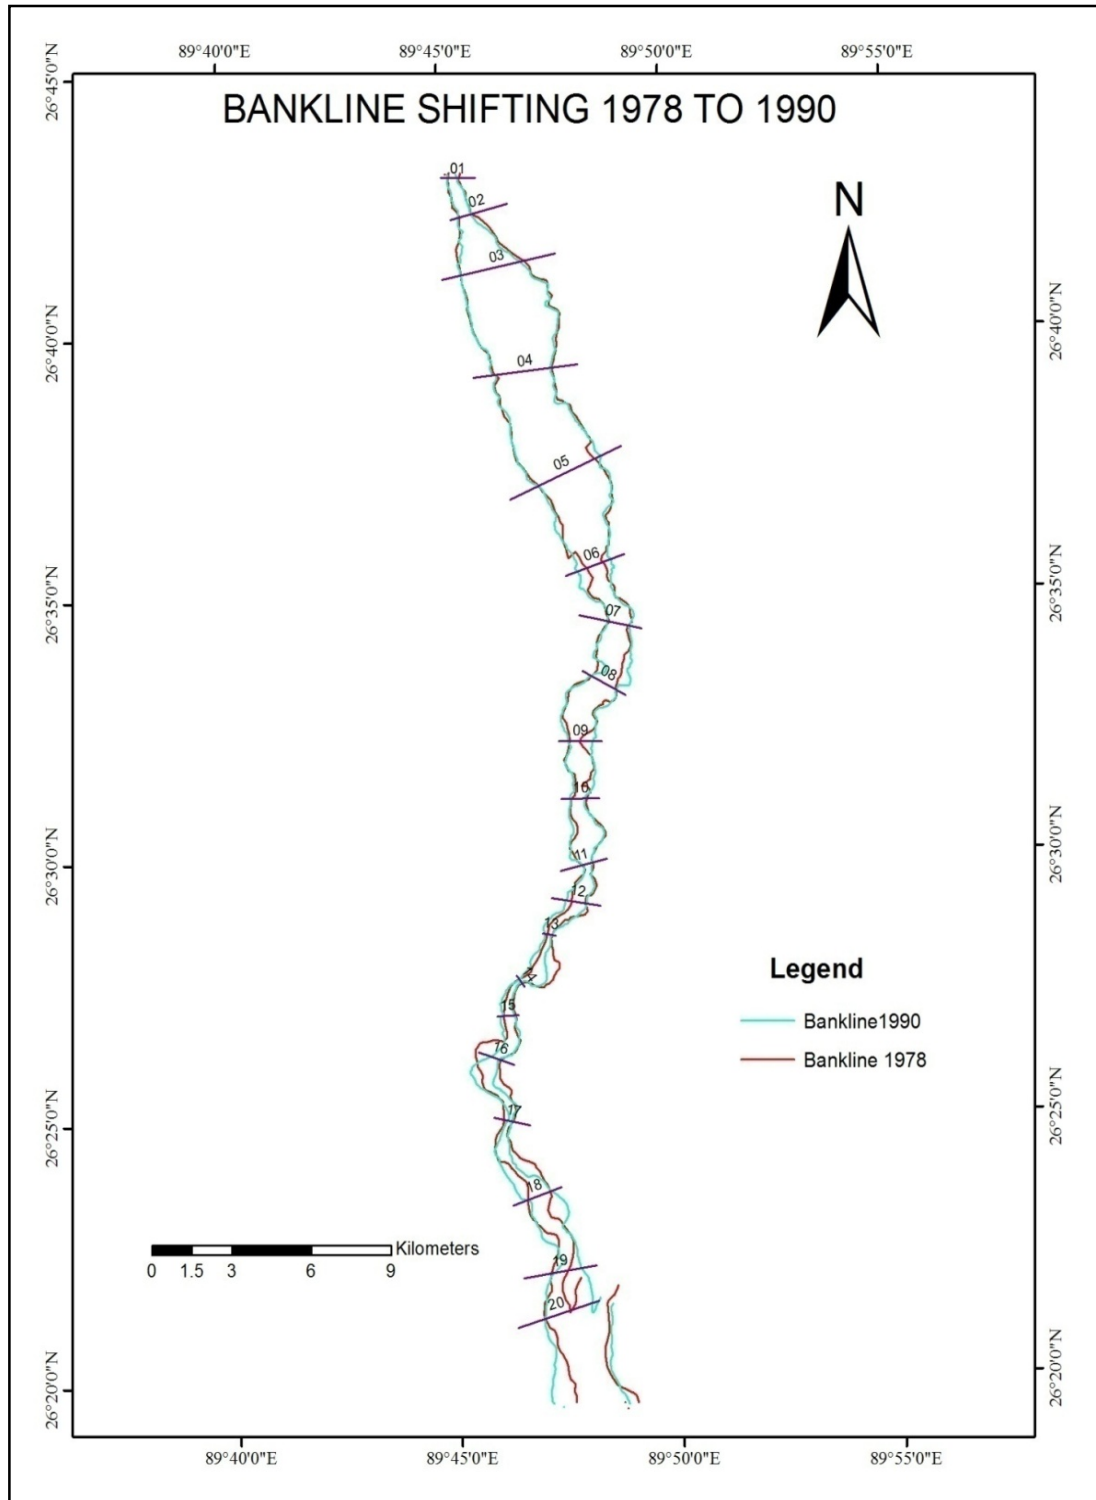 89°40'0"E 89°45'0"E 89°50'0"E 89°55'0"E
26°45'0"N
BANKLINE SHIFTING 1978 TO 1990
01
N
02
03
26°40'0"N
26°40'0"N
04
05
06
26°35'0"N
26°35'0"N
07
08
09
10
26°30'0"N
11
26°30'0"N
12
13
Legend
14
15
Bankline1990
16
Bankline 1978
26°25'0"N
17
26°25'0"N
18
Kilometers
19
0 1.5 3 6 9
20
26°20'0"N
26°20'0"N
89°40'0"E 89°45'0"E 89°50'0"E 89°55'0"E